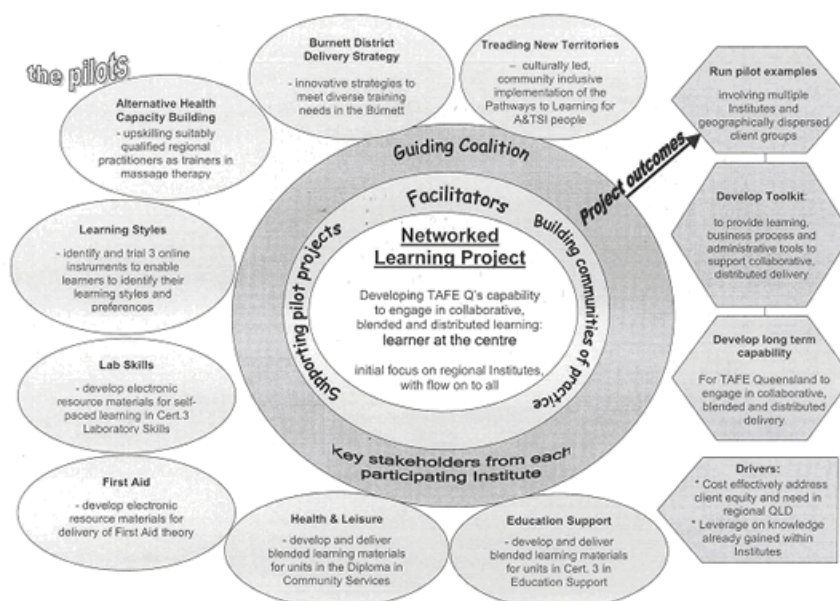 the pilots
Burnett District
Delivery Strategy
- innovative strategies to
meet diverse training
needs in the Burnett
Treading New Territories
– culturally led,
community inclusive
implementation of the
Pathways to Learning for
A&TSI people
Alternative Health
Capacity Building
- upskilling suitably
qualified regional
practitioners as trainers in
massage therapy
Learning Styles
- identify and trial 3 online
instruments to enable
learners to identify their
learning styles and
preferences
Lab Skills
- develop electronic
resource materials for self-
paced learning in Cert.3
Laboratory Skills
First Aid
- develop electronic
resource materials for
delivery of First Aid theory
Health & Leisure
- develop and deliver
blended learning materials
for units in the Diploma in
Community Services
Education Support
- develop and deliver
blended learning materials
for units in Cert. 3 in
Education Support
Guiding Coalition
Facilitators
Supporting pilot projects
Building communities of practice
Networked
Learning Project
Developing TAFE Q's capability
to engage in collaborative,
blended and distributed learning:
learner at the centre
initial focus on regional Institutes,
with flow on to all
Key stakeholders from each
participating Institute
Project outcomes
Run pilot examples
involving multiple
Institutes and
geographically dispersed
client groups
Develop Toolkit:
to provide learning,
business process and
administrative tools to
support collaborative,
distributed delivery
Develop long term
capability
For TAFE Queensland to
engage in collaborative,
blended and distributed
delivery
Drivers:
* Cost effectively address
client equity and need in
regional QLD
* Leverage on knowledge
already gained within
Institutes